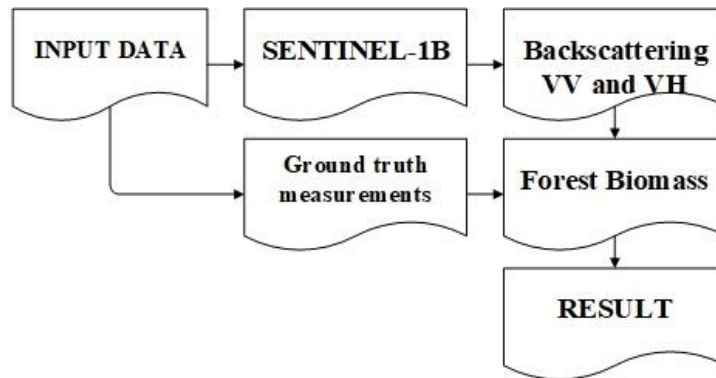 INPUT DATA
SENTINEL-1B
Backscattering
VV and VH
Ground truth
measurements
Forest Biomass
RESULT